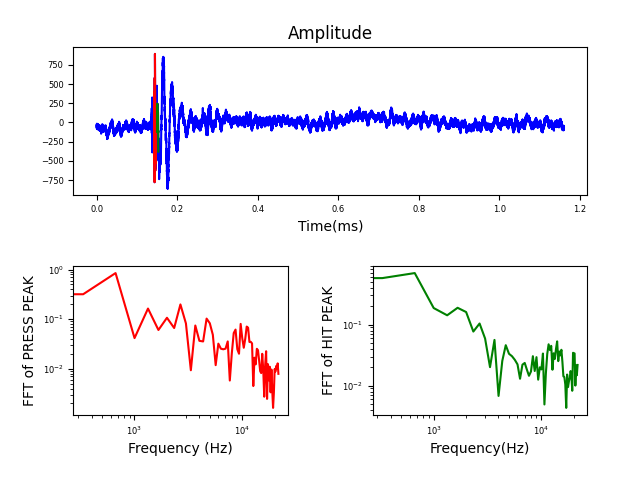 Amplitude
750
500
250
0
−250
−500
−750
0.0 0.2 0.4 0.6 0.8 1.0 1.2
Time(ms)
FFT of PRESS PEAK
10⁰
10⁻¹
10⁻²
10³ 10⁴
Frequency (Hz)
FFT of HIT PEAK
10⁻¹
10⁻²
10³ 10⁴
Frequency(Hz)